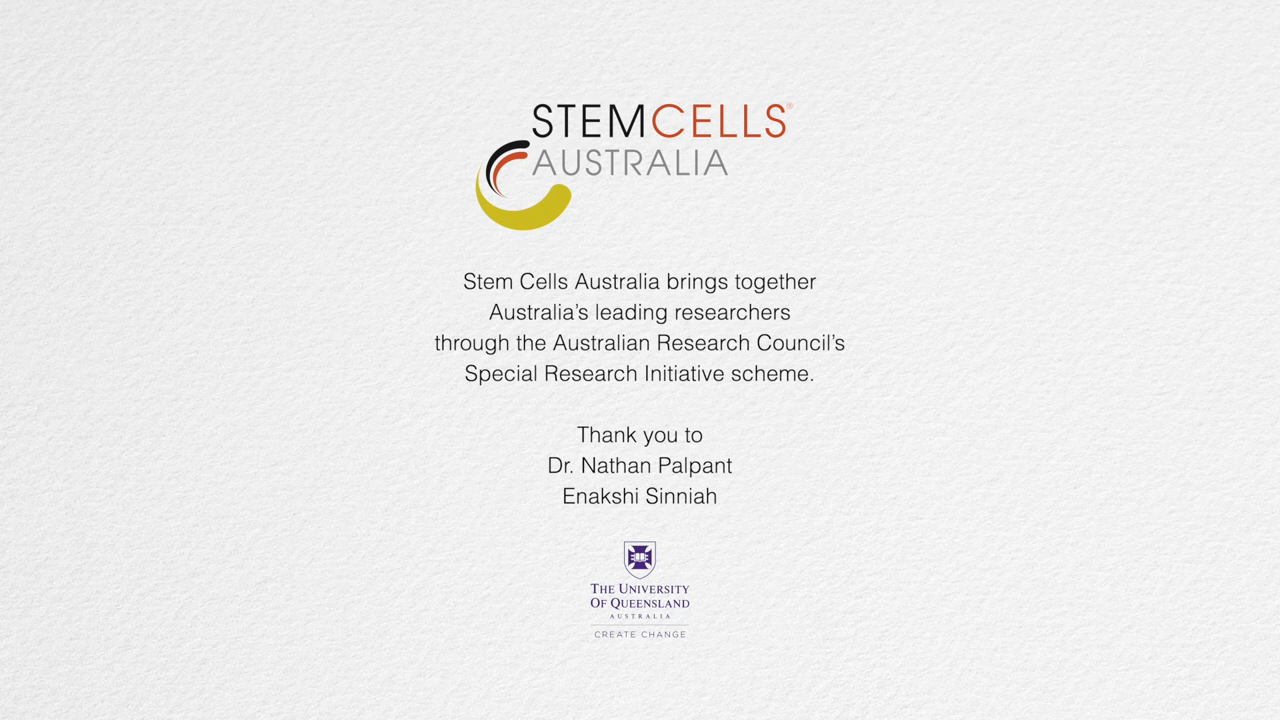 STEMCELLS®
AUSTRALIA
Stem Cells Australia brings together
Australia's leading researchers
through the Australian Research Council's
Special Research Initiative scheme.
Thank you to
Dr. Nathan Palpant
Enakshi Sinniah
THE UNIVERSITY
OF QUEENSLAND
AUSTRALIA
CREATE CHANGE